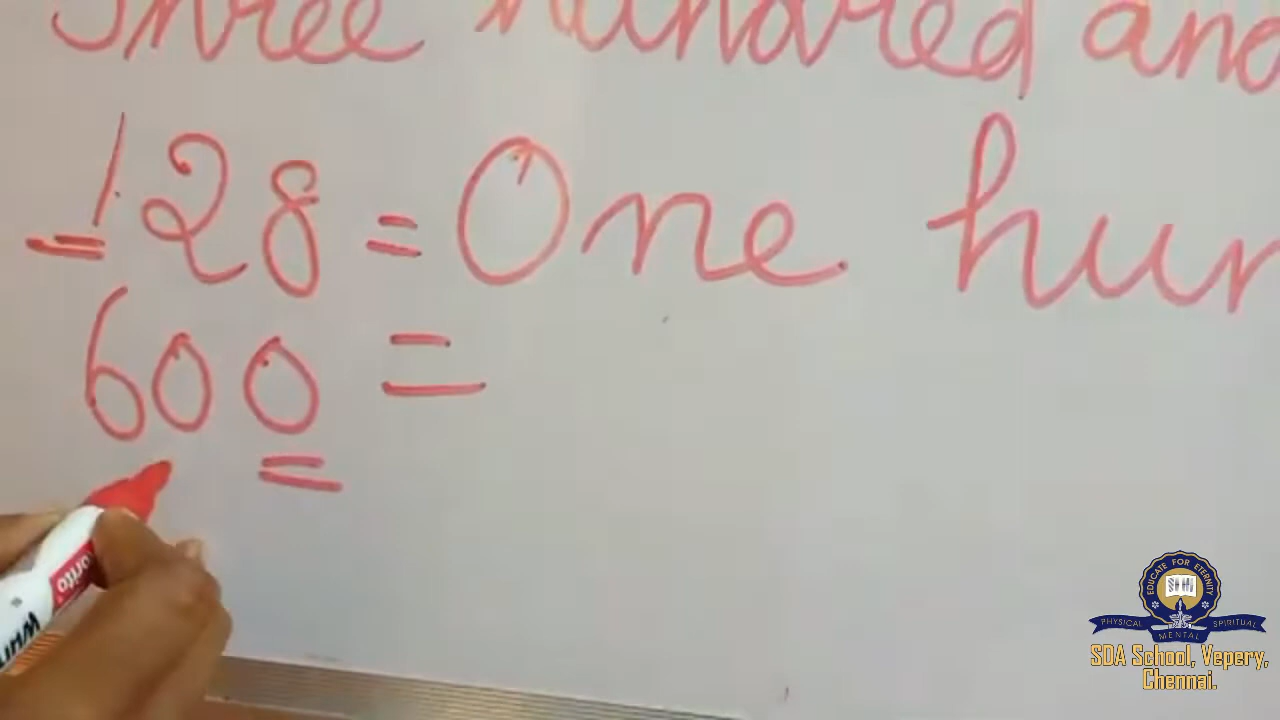 Three hundred and
128 = One hun
600 =
EDUCATE FOR ETERNITY
PHYSICAL MENTAL SPIRITUAL
SDA School, Vepery,
Chennai.